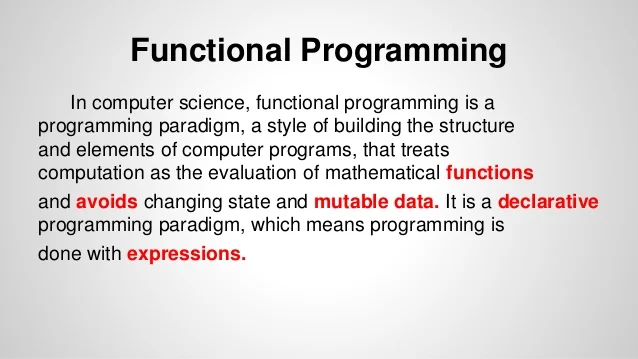 Functional Programming
In computer science, functional programming is a
programming paradigm, a style of building the structure
and elements of computer programs, that treats
computation as the evaluation of mathematical functions
and avoids changing state and mutable data. It is a declarative
programming paradigm, which means programming is
done with expressions.